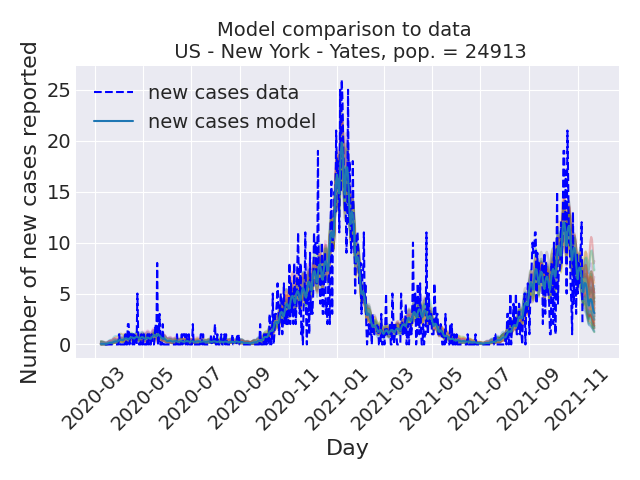 Model comparison to data
US - New York - Yates, pop. = 24913
Number of new cases reported
25
20
15
10
5
0
new cases data
new cases model
2020-03
2020-05
2020-07
2020-09
2020-11
2021-01
2021-03
2021-05
2021-07
2021-09
2021-11
Day